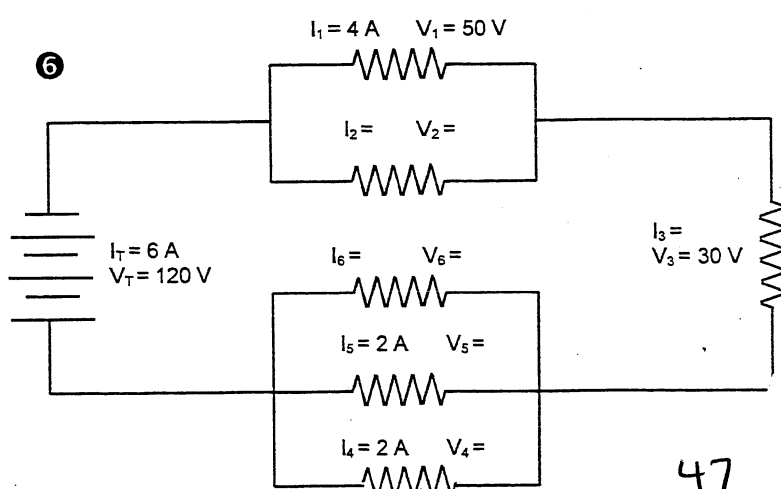 I₁= 4 A V₁= 50 V
❻
I₂= V₂=
I₃=
V₃= 30 V
I_T= 6 A
V_T= 120 V
I₆= V₆=
I₅= 2 A V₅=
I₄= 2 A V₄=
47